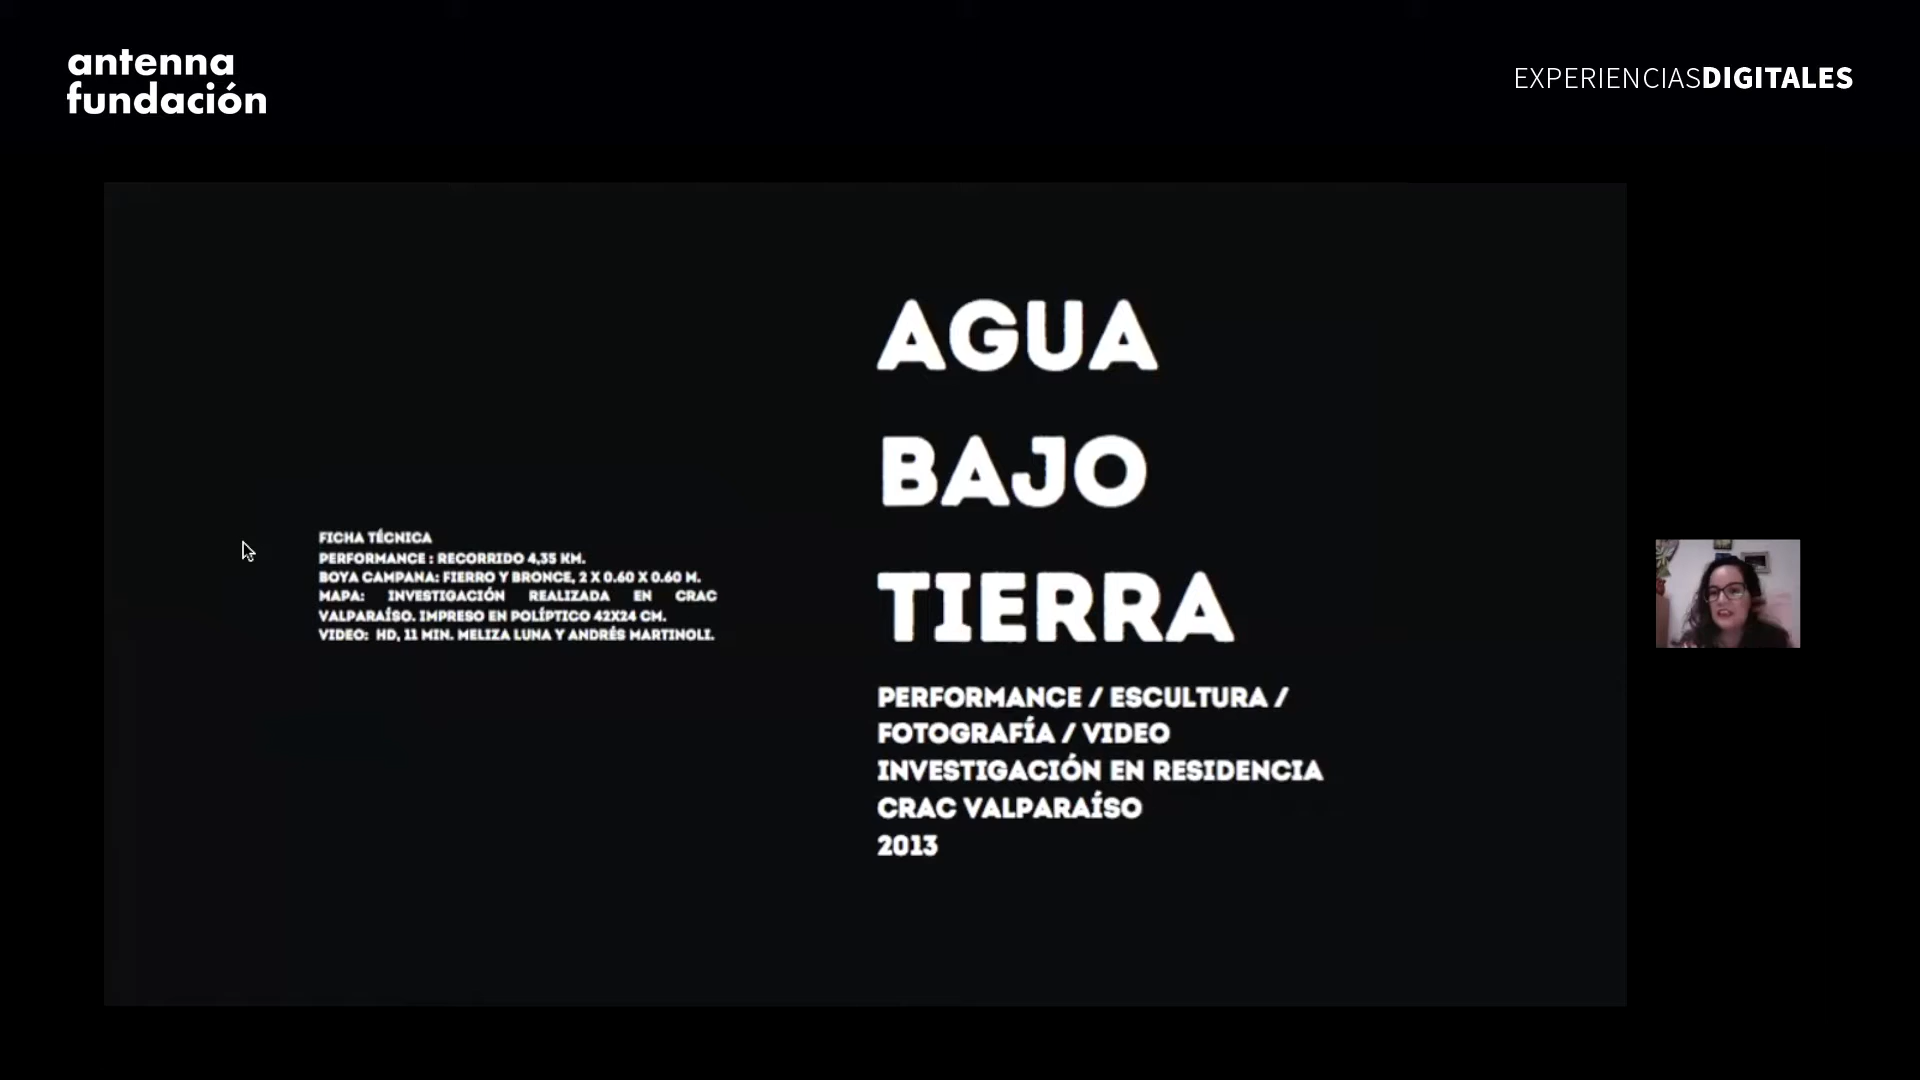 antenna
fundación
EXPERIENCIASDIGITALES
FICHA TÉCNICA
PERFORMANCE : RECORRIDO 4,35 KM.
BOYA CAMPANA: FIERRO Y BRONCE, 2 X 0.60 X 0.60 M.
MAPA: INVESTIGACIÓN REALIZADA EN CRAC
VALPARAÍSO. IMPRESO EN POLÍPTICO 42X24 CM.
VIDEO: HD, 11 MIN. MELIZA LUNA Y ANDRÉS MARTINOLI.
AGUA
BAJO
TIERRA
PERFORMANCE / ESCULTURA /
FOTOGRAFÍA / VIDEO
INVESTIGACIÓN EN RESIDENCIA
CRAC VALPARAÍSO
2013